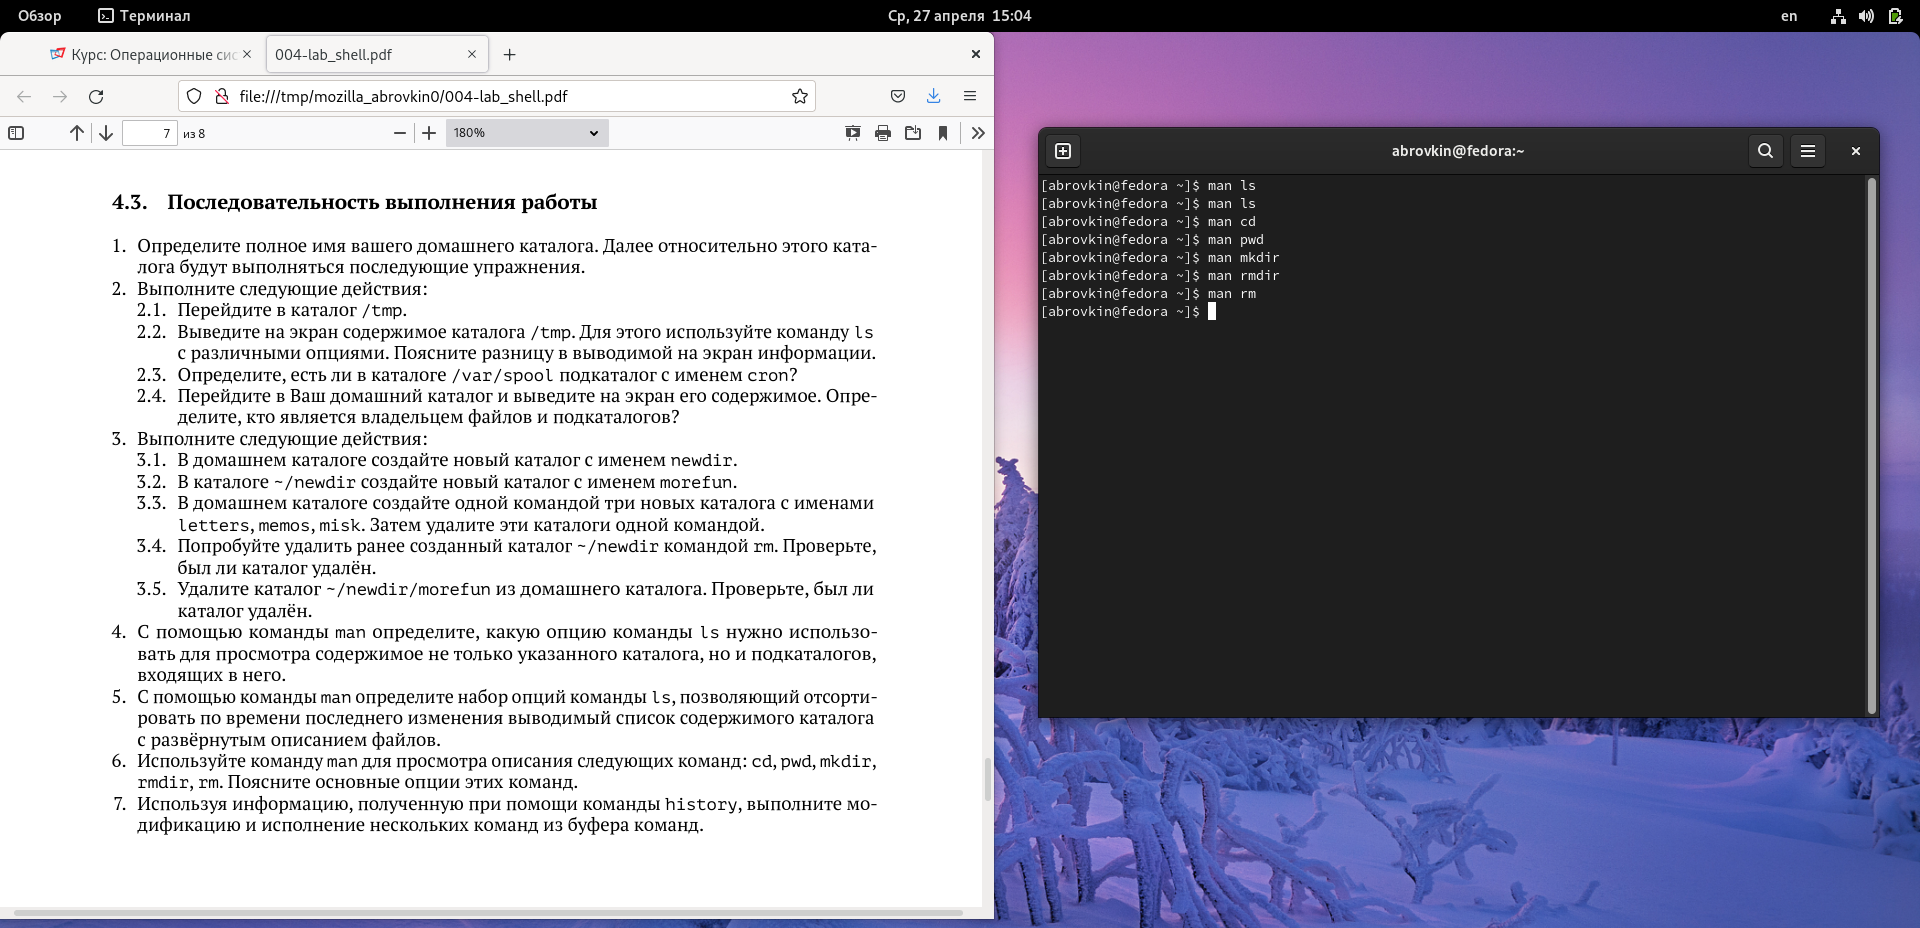 Обзор
Терминал
Ср, 27 апреля 15:04
en
Курс: Операционные сис
004-lab_shell.pdf
file:///tmp/mozilla_abrovkin0/004-lab_shell.pdf
7 из 8
180%
4.3. Последовательность выполнения работы
1. Определите полное имя вашего домашнего каталога. Далее относительно этого ката-
лога будут выполняться последующие упражнения.
2. Выполните следующие действия:
2.1. Перейдите в каталог /tmp.
2.2. Выведите на экран содержимое каталога /tmp. Для этого используйте команду ls
с различными опциями. Поясните разницу в выводимой на экран информации.
2.3. Определите, есть ли в каталоге /var/spool подкаталог с именем cron?
2.4. Перейдите в Ваш домашний каталог и выведите на экран его содержимое. Опре-
делите, кто является владельцем файлов и подкаталогов?
3. Выполните следующие действия:
3.1. В домашнем каталоге создайте новый каталог с именем newdir.
3.2. В каталоге ~/newdir создайте новый каталог с именем morefun.
3.3. В домашнем каталоге создайте одной командой три новых каталога с именами
letters, memos, misk. Затем удалите эти каталоги одной командой.
3.4. Попробуйте удалить ранее созданный каталог ~/newdir командой rm. Проверьте,
был ли каталог удалён.
3.5. Удалите каталог ~/newdir/morefun из домашнего каталога. Проверьте, был ли
каталог удалён.
4. С помощью команды man определите, какую опцию команды ls нужно использо-
вать для просмотра содержимое не только указанного каталога, но и подкаталогов,
входящих в него.
5. С помощью команды man определите набор опций команды ls, позволяющий отсорти-
ровать по времени последнего изменения выводимый список содержимого каталога
с развёрнутым описанием файлов.
6. Используйте команду man для просмотра описания следующих команд: cd, pwd, mkdir,
rmdir, rm. Поясните основные опции этих команд.
7. Используя информацию, полученную при помощи команды history, выполните мо-
дификацию и исполнение нескольких команд из буфера команд.
abrovkin@fedora:~
[abrovkin@fedora ~]$ man ls
[abrovkin@fedora ~]$ man ls
[abrovkin@fedora ~]$ man cd
[abrovkin@fedora ~]$ man pwd
[abrovkin@fedora ~]$ man mkdir
[abrovkin@fedora ~]$ man rmdir
[abrovkin@fedora ~]$ man rm
[abrovkin@fedora ~]$